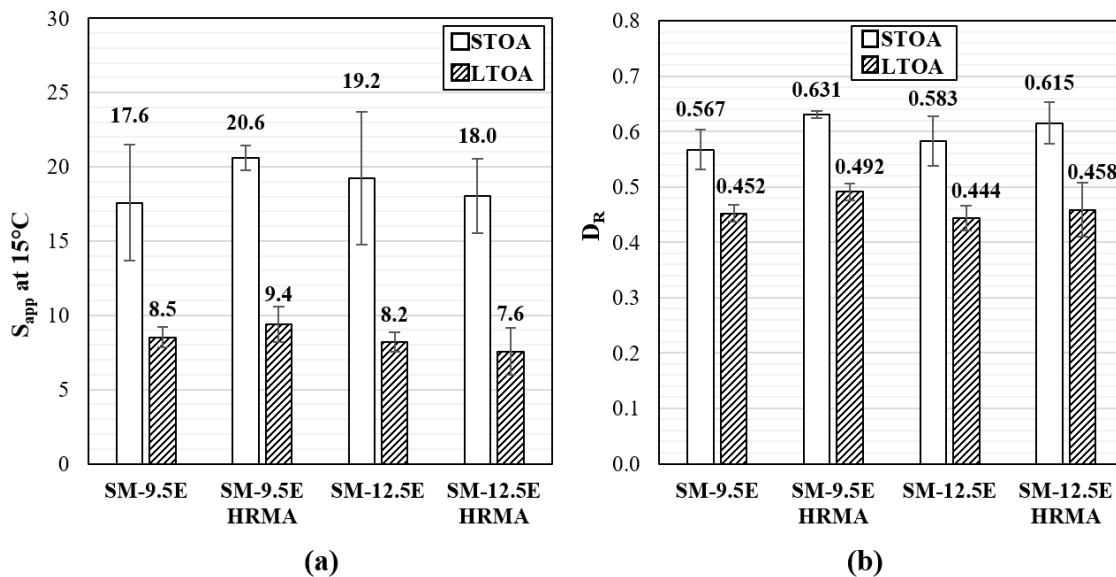 30
25
20
15
10
5
0
S_app at 15°C
STOA
LTOA
17.6
8.5
20.6
9.4
19.2
8.2
18.0
7.6
SM-9.5E
SM-9.5E
HRMA
SM-12.5E
SM-12.5E
HRMA
(a)
0.8
0.7
0.6
0.5
0.4
0.3
0.2
0.1
0.0
D_R
STOA
LTOA
0.567
0.452
0.631
0.492
0.583
0.444
0.615
0.458
SM-9.5E
SM-9.5E
HRMA
SM-12.5E
SM-12.5E
HRMA
(b)